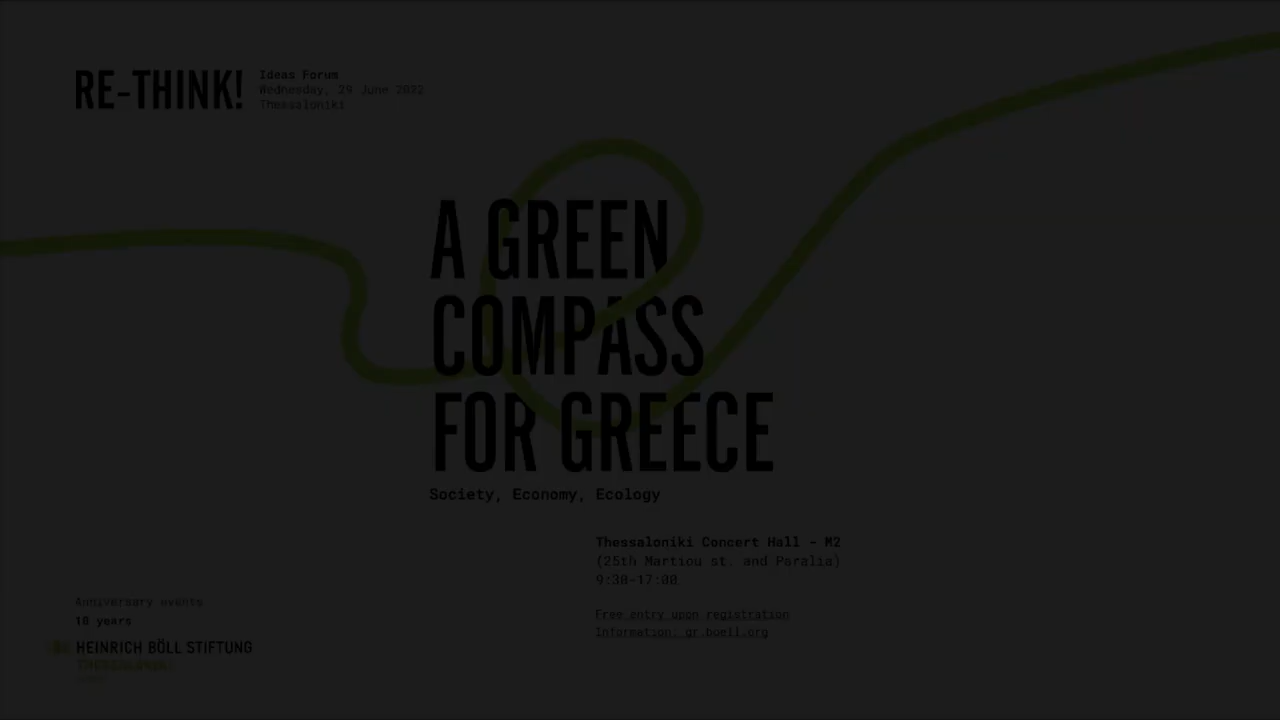 RE-THINK!
Ideas Forum
Wednesday, 29 June 2022
Thessaloniki
A GREEN
COMPASS
FOR GREECE
Society, Economy, Ecology
Thessaloniki Concert Hall – M2
(25th Martiou st. and Paralia)
9:30–17:00
Free entry upon registration
Information: gr.boell.org
Anniversary events
10 years
HEINRICH BÖLL STIFTUNG
THESSALONIKI